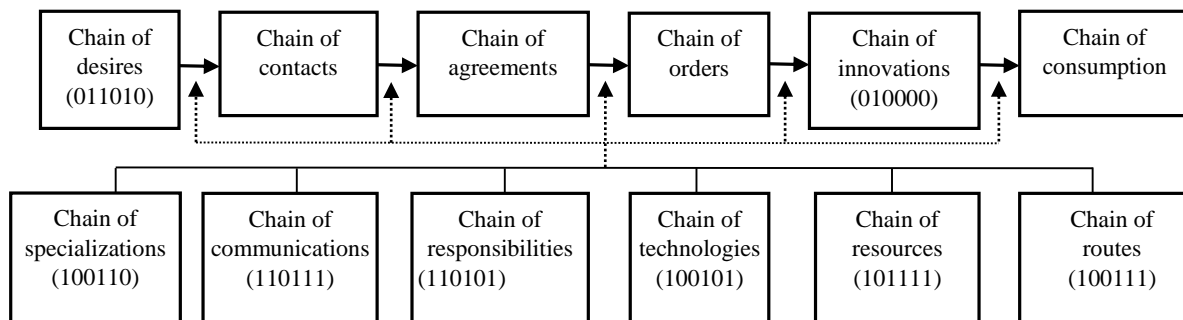 Chain of
desires
(011010)
Chain of
contacts
Chain of
agreements
Chain of
orders
Chain of
innovations
(010000)
Chain of
consumption
Chain of
specializations
(100110)
Chain of
communications
(110111)
Chain of
responsibilities
(110101)
Chain of
technologies
(100101)
Chain of
resources
(101111)
Chain of
routes
(100111)